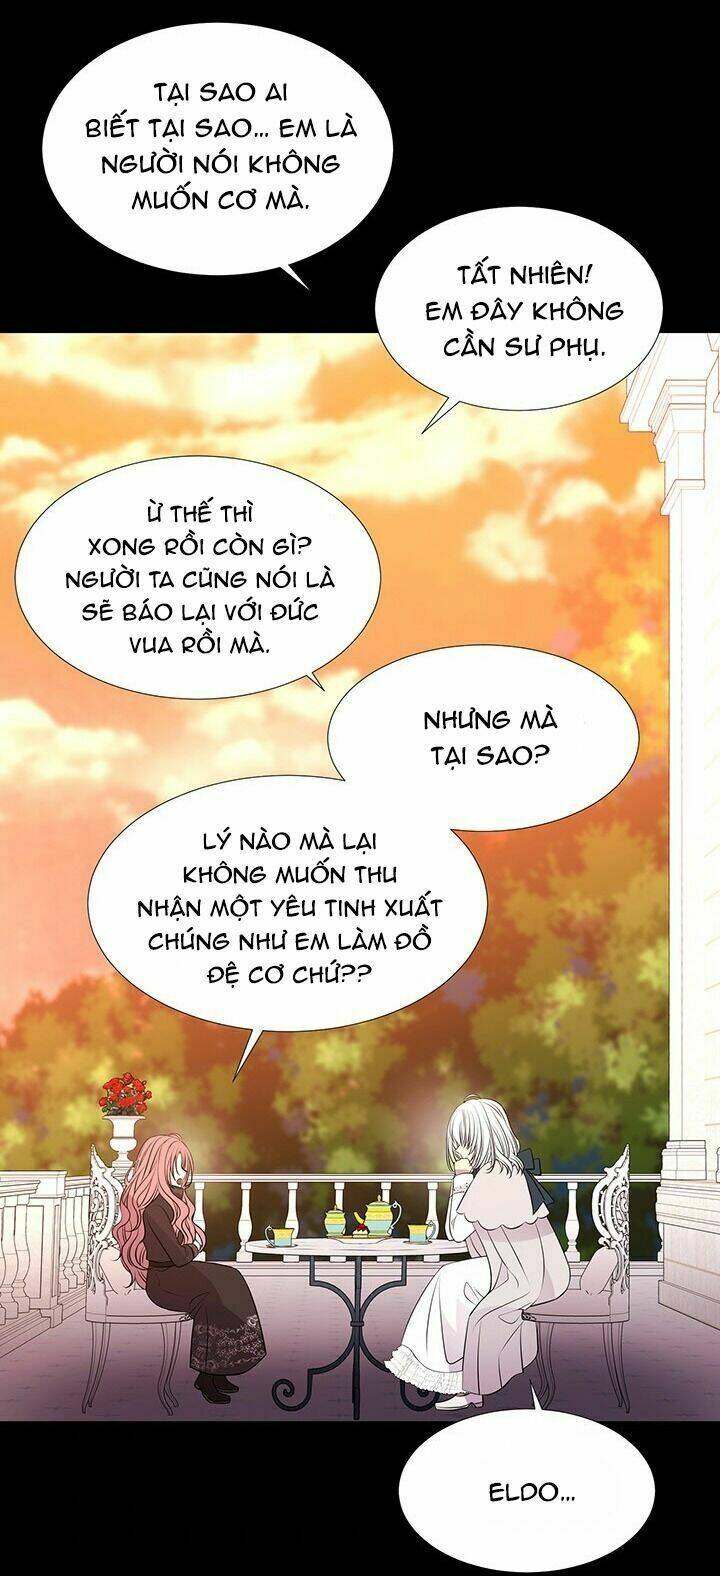 TẠI SAO AI
BIẾT TẠI SAO... EM LÀ
NGƯỜI NÓI KHÔNG
MUỐN CƠ MÀ.
TẤT NHIÊN!
EM ĐÂY KHÔNG
CẦN SƯ PHỤ.
Ừ THẾ THÌ
XONG RỒI CÒN GÌ?
NGƯỜI TA CŨNG NÓI LÀ
SẼ BÁO LẠI VỚI ĐỨC
VUA RỒI MÀ.
NHƯNG MÀ
TẠI SAO?
LÝ NÀO MÀ LẠI
KHÔNG MUỐN THU
NHẬN MỘT YÊU TINH XUẤT
CHÚNG NHƯ EM LÀM ĐỒ
ĐỆ CƠ CHỨ??
ELDO...